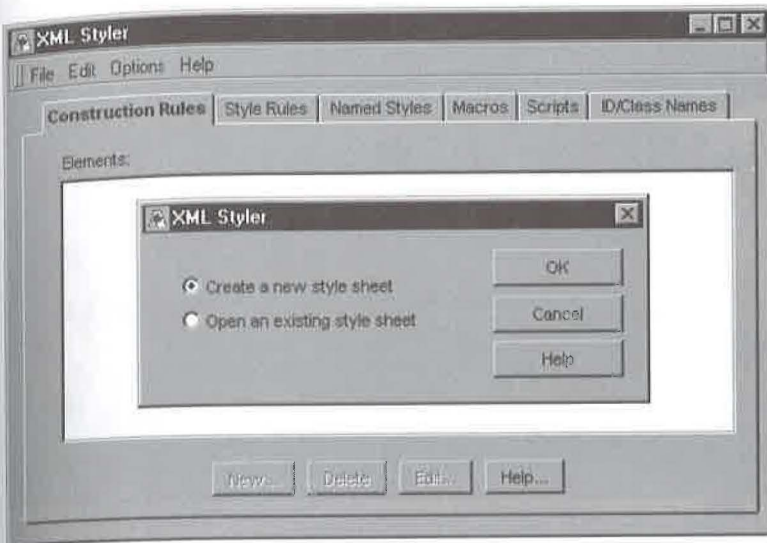 XML Styler
File Edit Options Help
Construction Rules Style Rules Named Styles Macros Scripts ID/Class Names
Elements:
XML Styler
Create a new style sheet
Open an existing style sheet
OK
Cancel
Help
New... Delete Edit... Help...